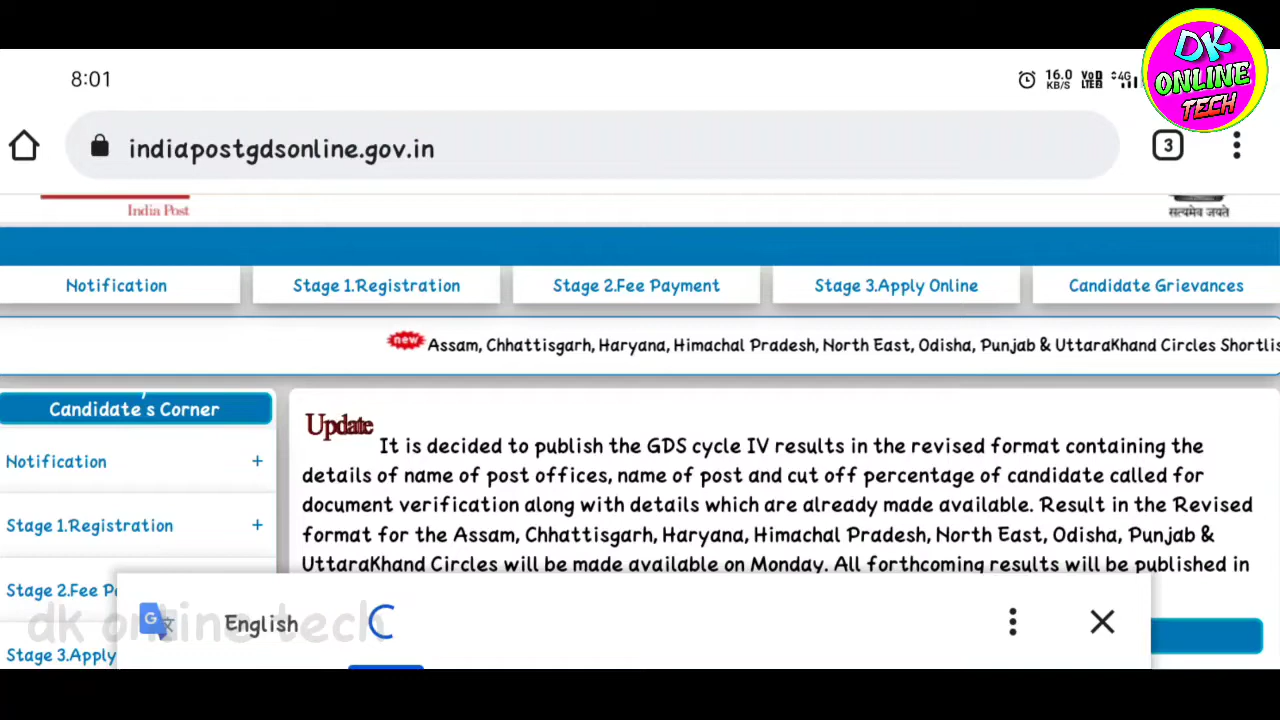 DK
ONLINE
TECH
8:01
16.0
KB/S
VoD
LTE2
4G
indiapostgdsonline.gov.in
3
India Post
सत्यमेव जयते
Notification
Stage 1.Registration
Stage 2.Fee Payment
Stage 3.Apply Online
Candidate Grievances
new Assam, Chhattisgarh, Haryana, Himachal Pradesh, North East, Odisha, Punjab & UttaraKhand Circles Shortlis
Candidate's Corner
Notification +
Stage 1.Registration +
Stage 2.Fee P
Stage 3.Apply
Update It is decided to publish the GDS cycle IV results in the revised format containing the
details of name of post offices, name of post and cut off percentage of candidate called for
document verification along with details which are already made available. Result in the Revised
format for the Assam, Chhattisgarh, Haryana, Himachal Pradesh, North East, Odisha, Punjab &
UttaraKhand Circles will be made available on Monday. All forthcoming results will be published in
English
dk online tech